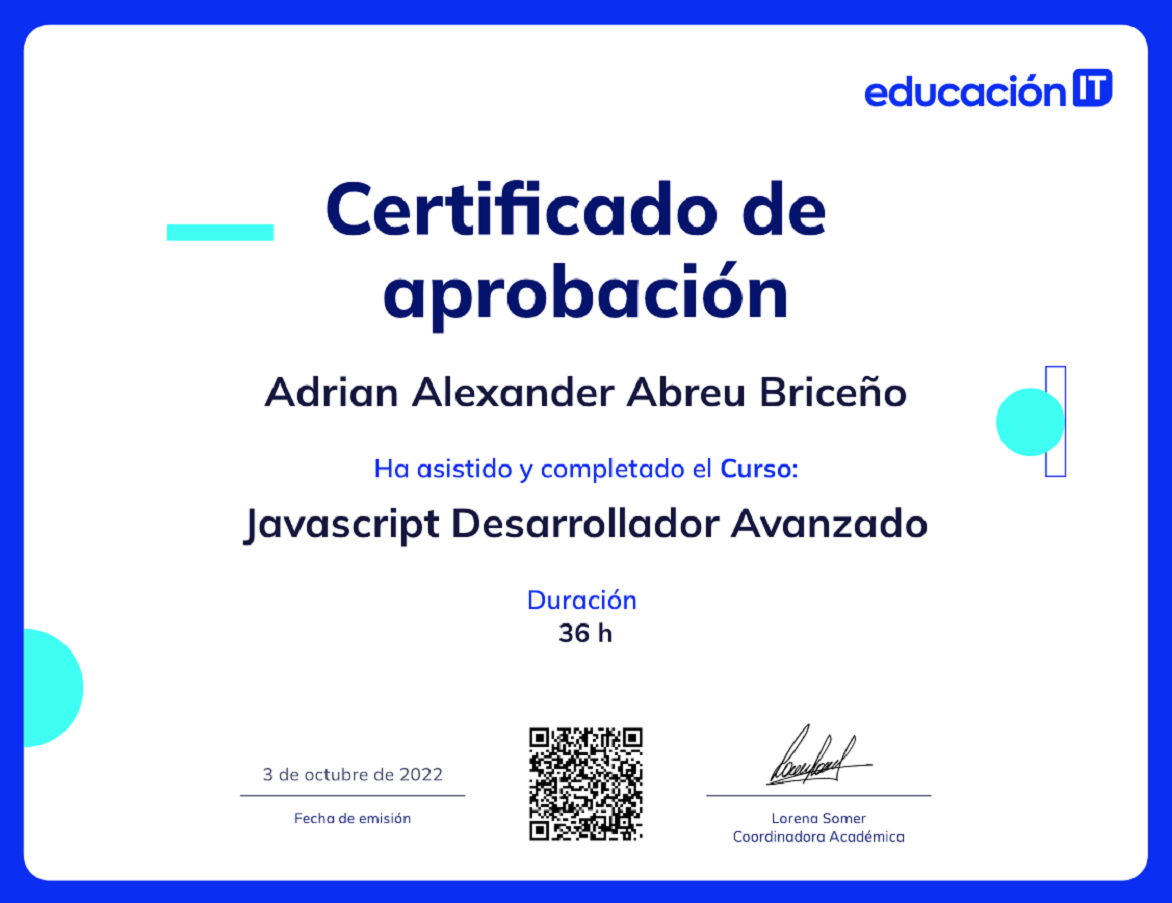 educación IT
Certificado de
aprobación
Adrian Alexander Abreu Briceño
Ha asistido y completado el Curso:
Javascript Desarrollador Avanzado
Duración
36 h
3 de octubre de 2022
Fecha de emisión
Lorena Somer
Coordinadora Académica